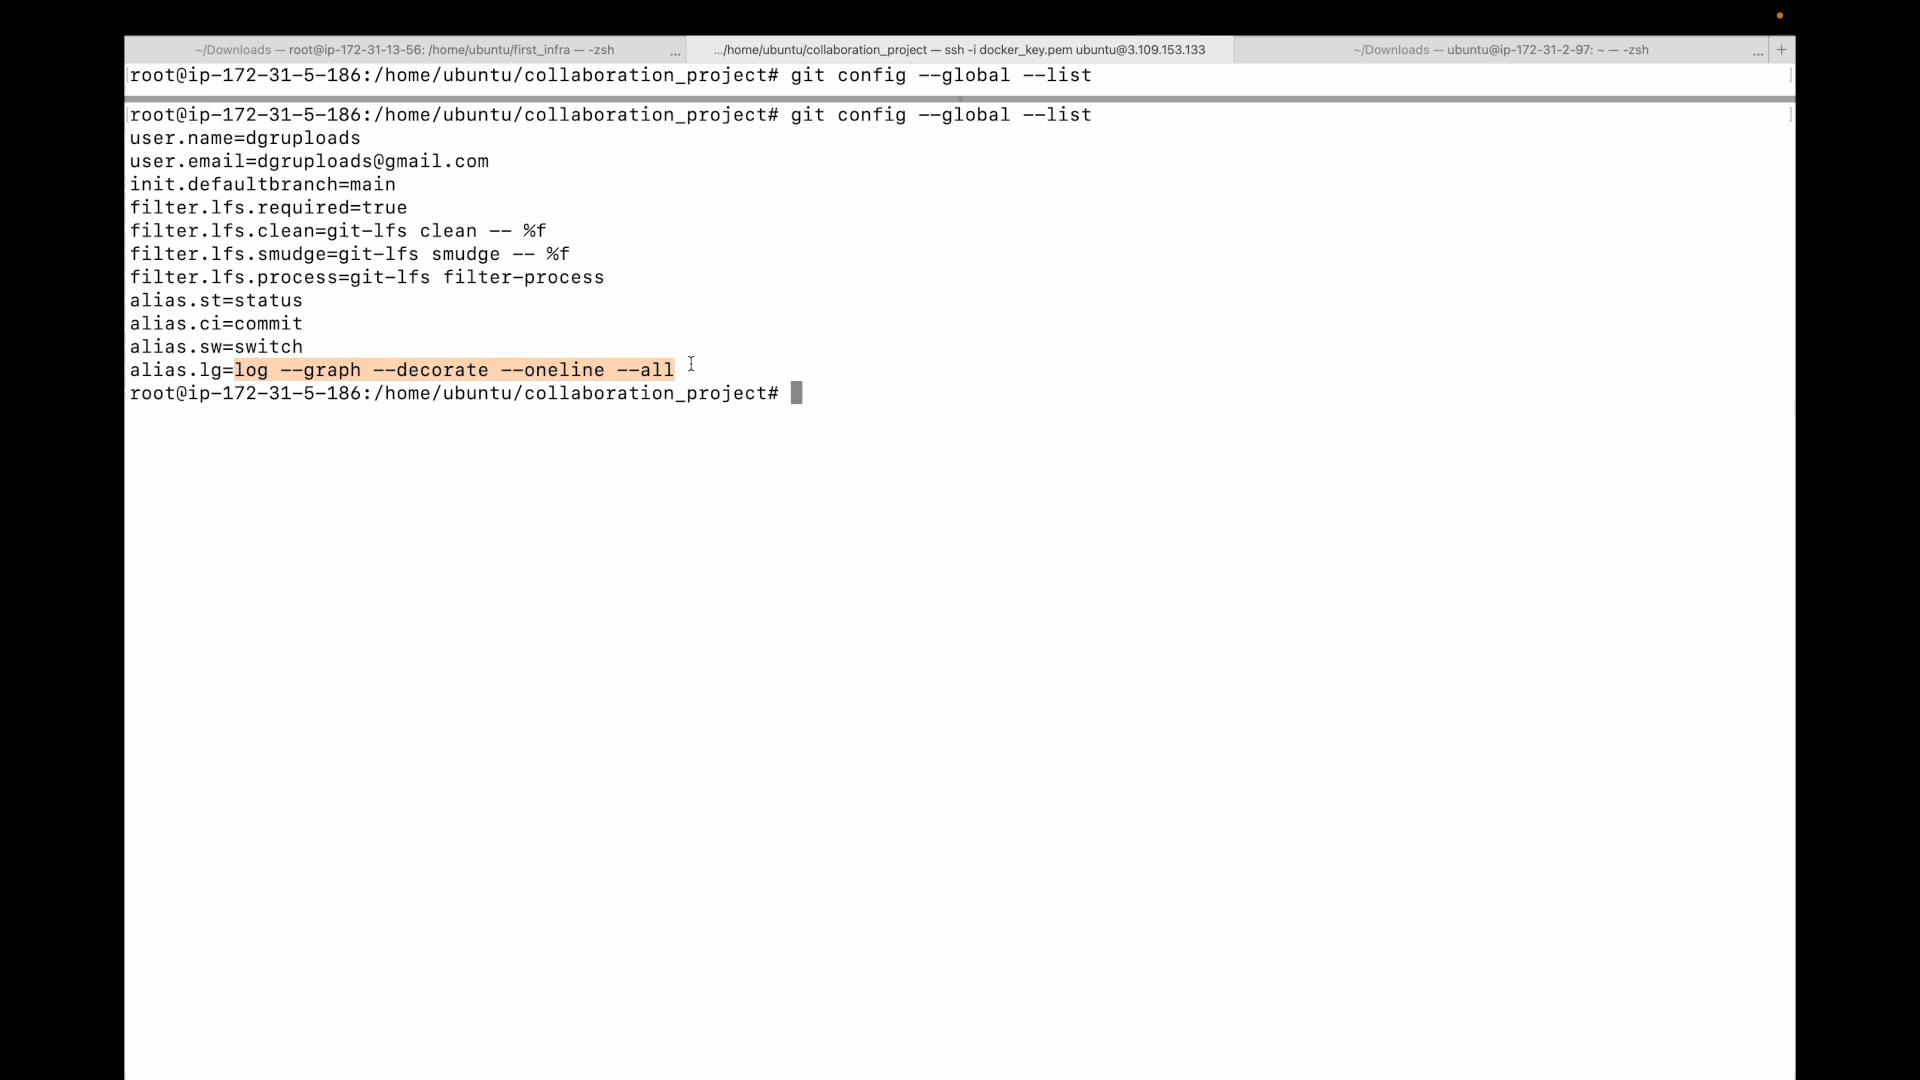 ~/Downloads — root@ip-172-31-13-56: /home/ubuntu/first_infra — -zsh ... .../home/ubuntu/collaboration_project — ssh -i docker_key.pem ubuntu@3.109.153.133 ~/Downloads — ubuntu@ip-172-31-2-97: ~ — -zsh ... +
[root@ip-172-31-5-186:/home/ubuntu/collaboration_project# git config --global --list ]
[root@ip-172-31-5-186:/home/ubuntu/collaboration_project# git config --global --list ]
user.name=dgruploads
user.email=dgruploads@gmail.com
init.defaultbranch=main
filter.lfs.required=true
filter.lfs.clean=git-lfs clean -- %f
filter.lfs.smudge=git-lfs smudge -- %f
filter.lfs.process=git-lfs filter-process
alias.st=status
alias.ci=commit
alias.sw=switch
alias.lg=log --graph --decorate --oneline --all
root@ip-172-31-5-186:/home/ubuntu/collaboration_project#